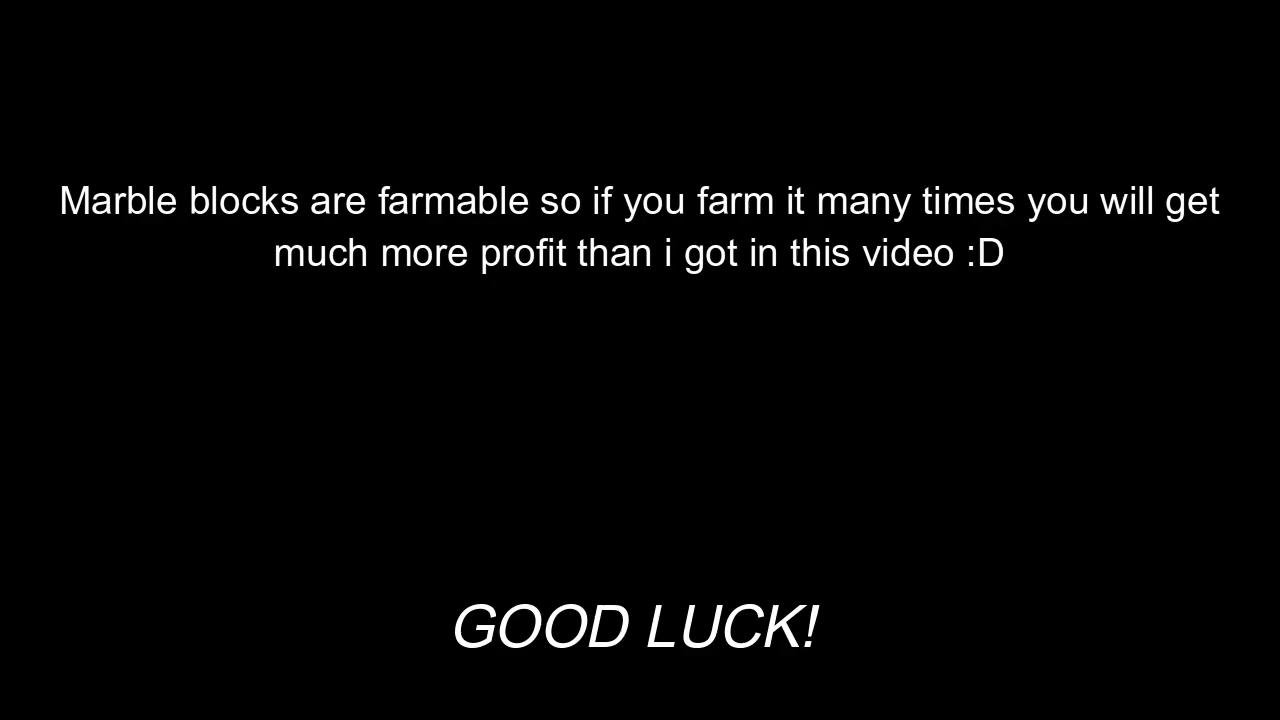 Marble blocks are farmable so if you farm it many times you will get
much more profit than i got in this video :D
GOOD LUCK!